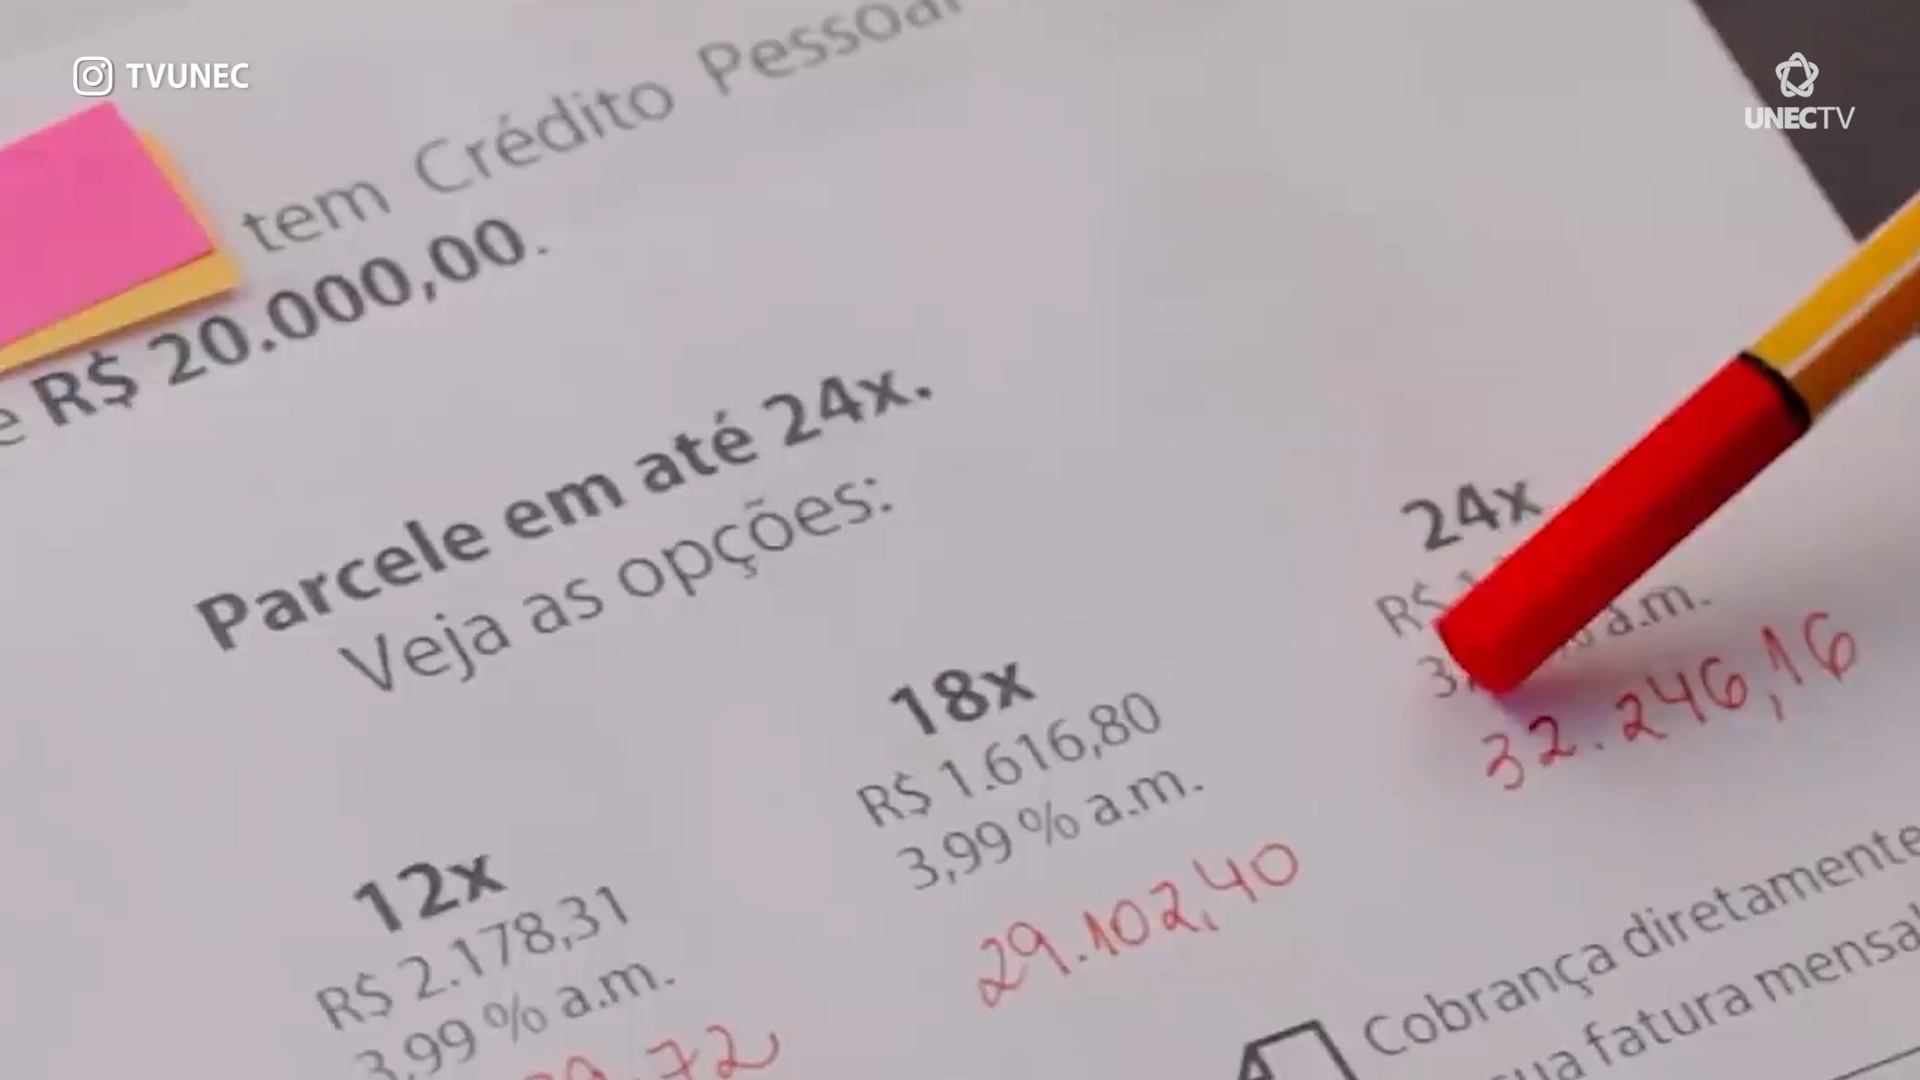 TVUNEC
UNECTV
tem Crédito Pessoal
e R$ 20.000,00.
Parcele em até 24x.
Veja as opções:
12x
R$ 2.178,31
3,99 % a.m.
18x
R$ 1.616,80
3,99 % a.m.
29.102,40
24x
R$
a.m.
32.246,16
Cobrança diretamente
sua fatura mensal